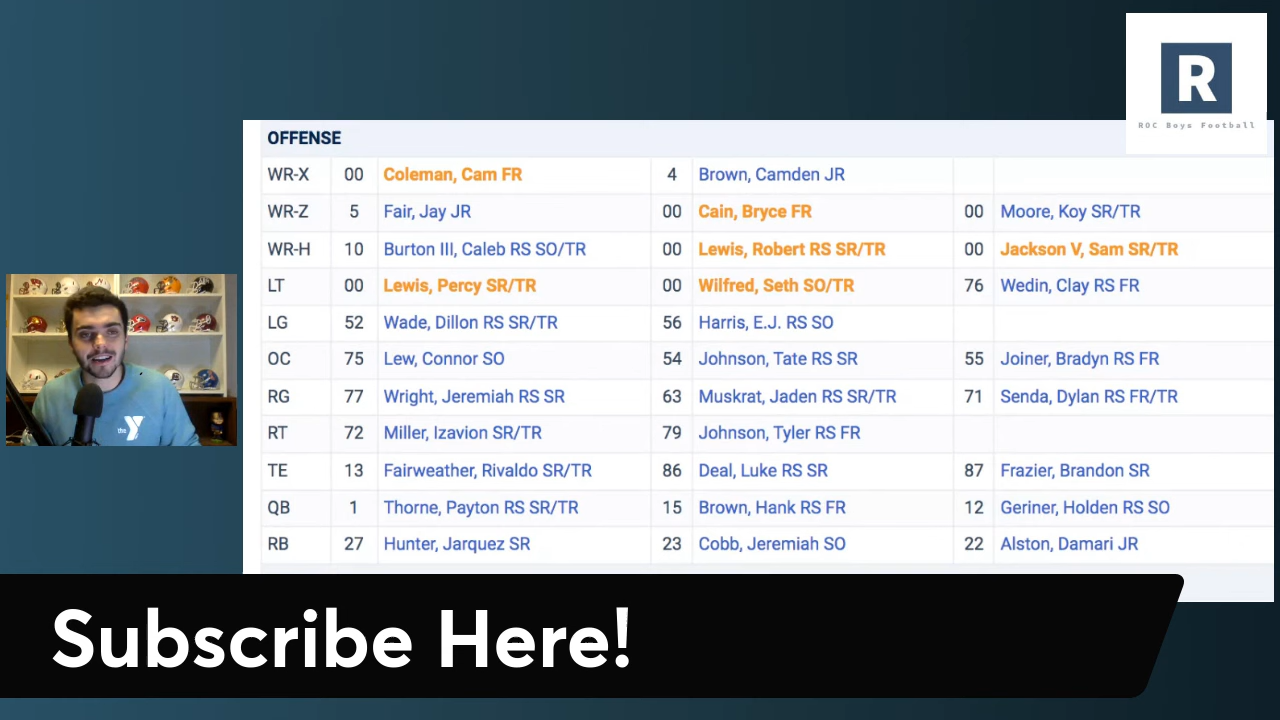 R
ROC Boys Football
OFFENSE
WR-X 00 Coleman, Cam FR 4 Brown, Camden JR
WR-Z 5 Fair, Jay JR 00 Cain, Bryce FR 00 Moore, Koy SR/TR
WR-H 10 Burton III, Caleb RS SO/TR 00 Lewis, Robert RS SR/TR 00 Jackson V, Sam SR/TR
LT 00 Lewis, Percy SR/TR 00 Wilfred, Seth SO/TR 76 Wedin, Clay RS FR
LG 52 Wade, Dillon RS SR/TR 56 Harris, E.J. RS SO
OC 75 Lew, Connor SO 54 Johnson, Tate RS SR 55 Joiner, Bradyn RS FR
RG 77 Wright, Jeremiah RS SR 63 Muskrat, Jaden RS SR/TR 71 Senda, Dylan RS FR/TR
RT 72 Miller, Izavion SR/TR 79 Johnson, Tyler RS FR
TE 13 Fairweather, Rivaldo SR/TR 86 Deal, Luke RS SR 87 Frazier, Brandon SR
QB 1 Thorne, Payton RS SR/TR 15 Brown, Hank RS FR 12 Geriner, Holden RS SO
RB 27 Hunter, Jarquez SR 23 Cobb, Jeremiah SO 22 Alston, Damari JR
the Y
Subscribe Here!